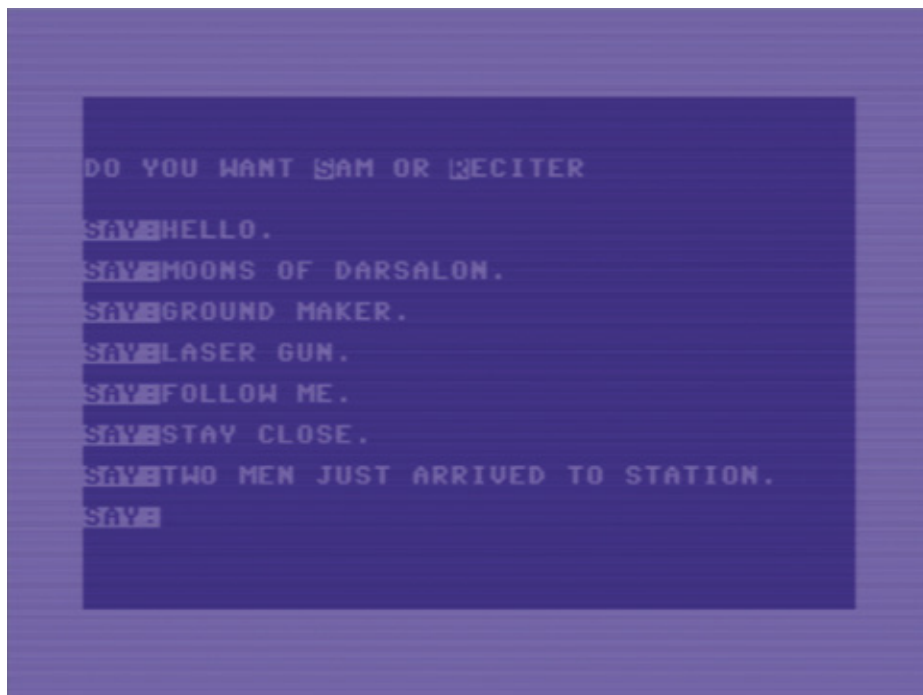 DO YOU WANT SAM OR RECITER
SAY:HELLO.
SAY:MOONS OF DARSALON.
SAY:GROUND MAKER.
SAY:LASER GUN.
SAY:FOLLOW ME.
SAY:STAY CLOSE.
SAY:TWO MEN JUST ARRIVED TO STATION.
SAY: